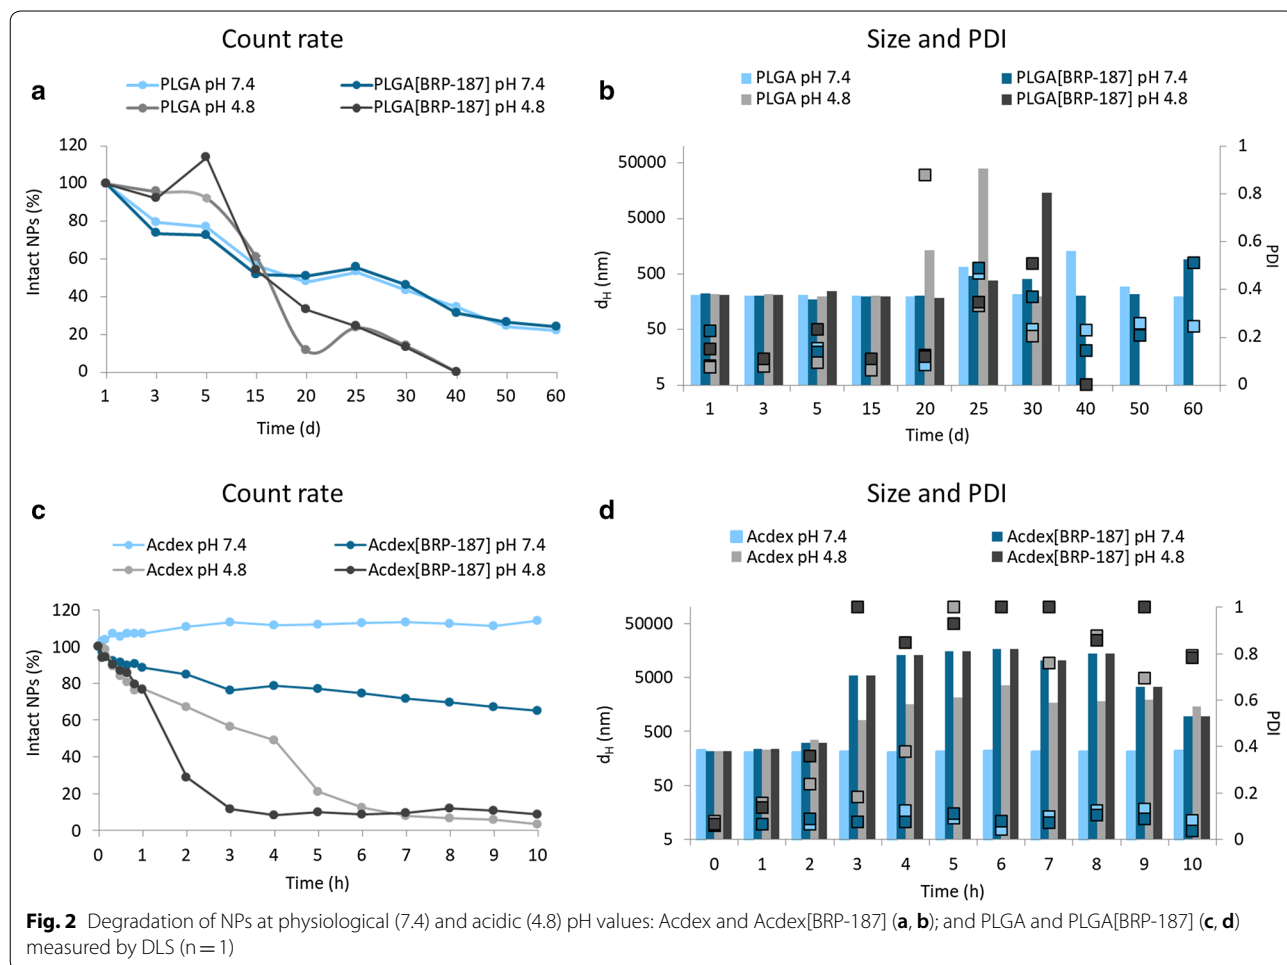 Count rate
a
PLGA pH 7.4
PLGA[BRP-187] pH 7.4
PLGA pH 4.8
PLGA[BRP-187] pH 4.8
Intact NPs (%)
120
100
80
60
40
20
0
1 3 5 15 20 25 30 40 50 60
Time (d)
Size and PDI
b
PLGA pH 7.4
PLGA[BRP-187] pH 7.4
PLGA pH 4.8
PLGA[BRP-187] pH 4.8
dH (nm)
50000
5000
500
50
5
1
0.8
0.6
0.4
0.2
0
PDI
1 3 5 15 20 25 30 40 50 60
Time (d)
Count rate
c
Acdex pH 7.4
Acdex[BRP-187] pH 7.4
Acdex pH 4.8
Acdex[BRP-187] pH 4.8
Intact NPs (%)
120
100
80
60
40
20
0
0 1 2 3 4 5 6 7 8 9 10
Time (h)
Size and PDI
d
Acdex pH 7.4
Acdex[BRP-187] pH 7.4
Acdex pH 4.8
Acdex[BRP-187] pH 4.8
dH (nm)
50000
5000
500
50
5
1
0.8
0.6
0.4
0.2
0
PDI
0 1 2 3 4 5 6 7 8 9 10
Time (h)
Fig. 2 Degradation of NPs at physiological (7.4) and acidic (4.8) pH values: Acdex and Acdex[BRP-187] (a, b); and PLGA and PLGA[BRP-187] (c, d)
measured by DLS (n = 1)